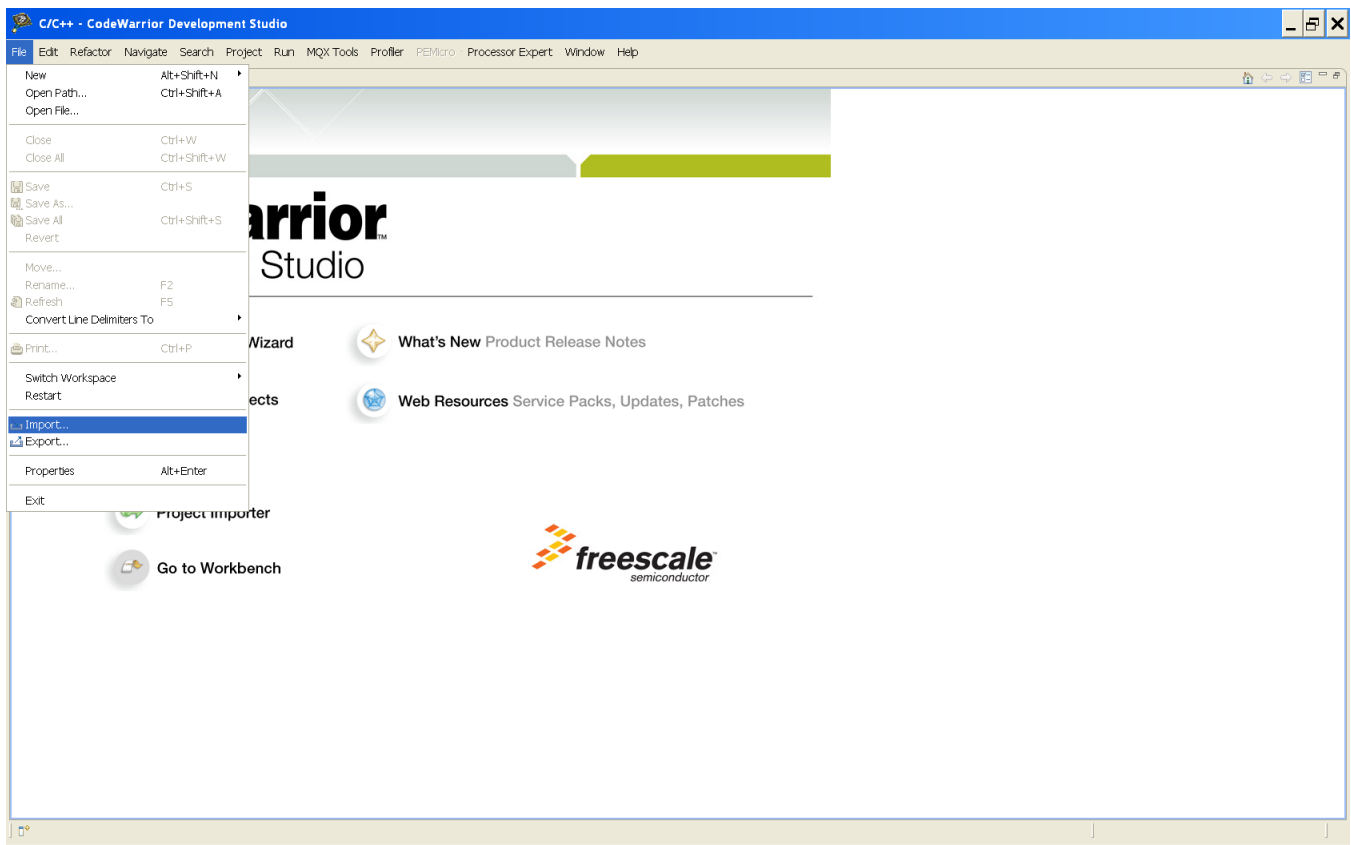 C/C++ - CodeWarrior Development Studio
File Edit Refactor Navigate Search Project Run MQX Tools Profiler PEMicro Processor Expert Window Help
New Alt+Shift+N
Open Path... Ctrl+Shift+A
Open File...
Close Ctrl+W
Close All Ctrl+Shift+W
Save Ctrl+S
Save As...
Save All Ctrl+Shift+S
Revert
Move...
Rename... F2
Refresh F5
Convert Line Delimiters To
Print... Ctrl+P
Switch Workspace
Restart
Import...
Export...
Properties Alt+Enter
Exit
arrior™
Studio
Wizard
What's New Product Release Notes
ects
Web Resources Service Packs, Updates, Patches
Project Importer
Go to Workbench
freescale™
semiconductor